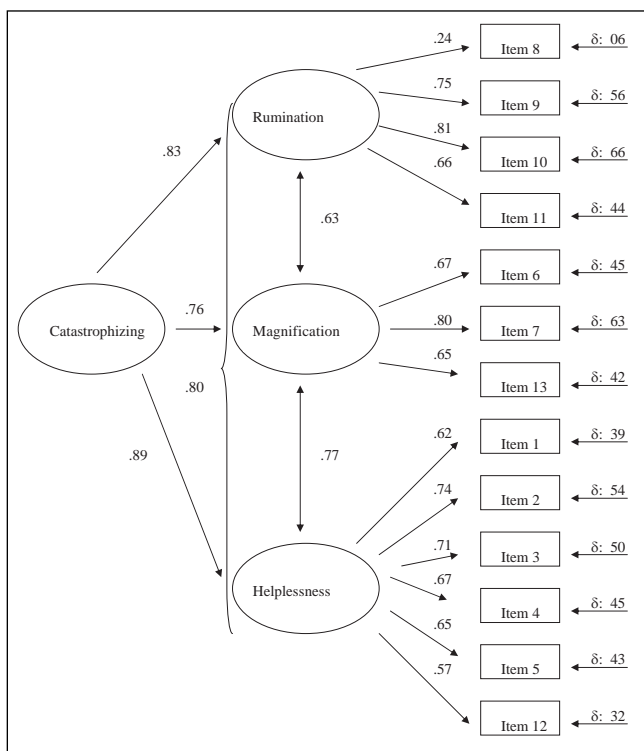 .24
Item 8
δ: 06
.75
Item 9
δ: 56
Rumination
.81
Item 10
δ: 66
.83
.66
Item 11
δ: 44
.63
.67
Item 6
δ: 45
Catastrophizing
.76
Magnification
.80
Item 7
δ: 63
.65
Item 13
δ: 42
.80
.62
Item 1
δ: 39
.89
.77
.74
Item 2
δ: 54
.71
Item 3
δ: 50
Helplessness
.67
Item 4
δ: 45
.65
Item 5
δ: 43
.57
Item 12
δ: 32